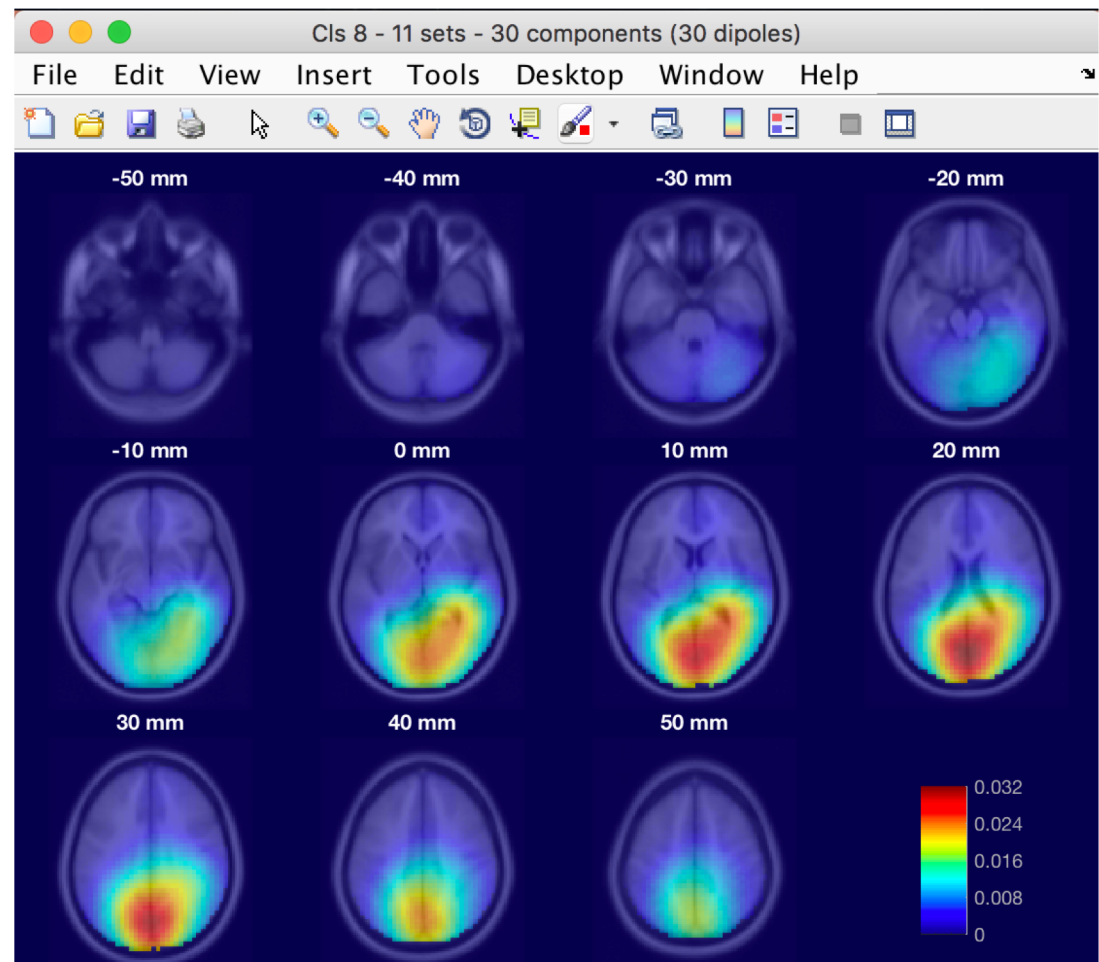 Cls 8 - 11 sets - 30 components (30 dipoles)
File Edit View Insert Tools Desktop Window Help
-50 mm -40 mm -30 mm -20 mm
-10 mm 0 mm 10 mm 20 mm
30 mm 40 mm 50 mm
0.032
0.024
0.016
0.008
0